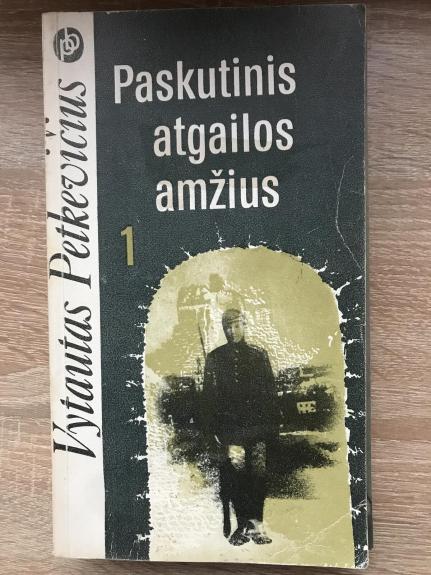 Vytautas Petkevičius
Paskutinis
atgailos
amžius
1